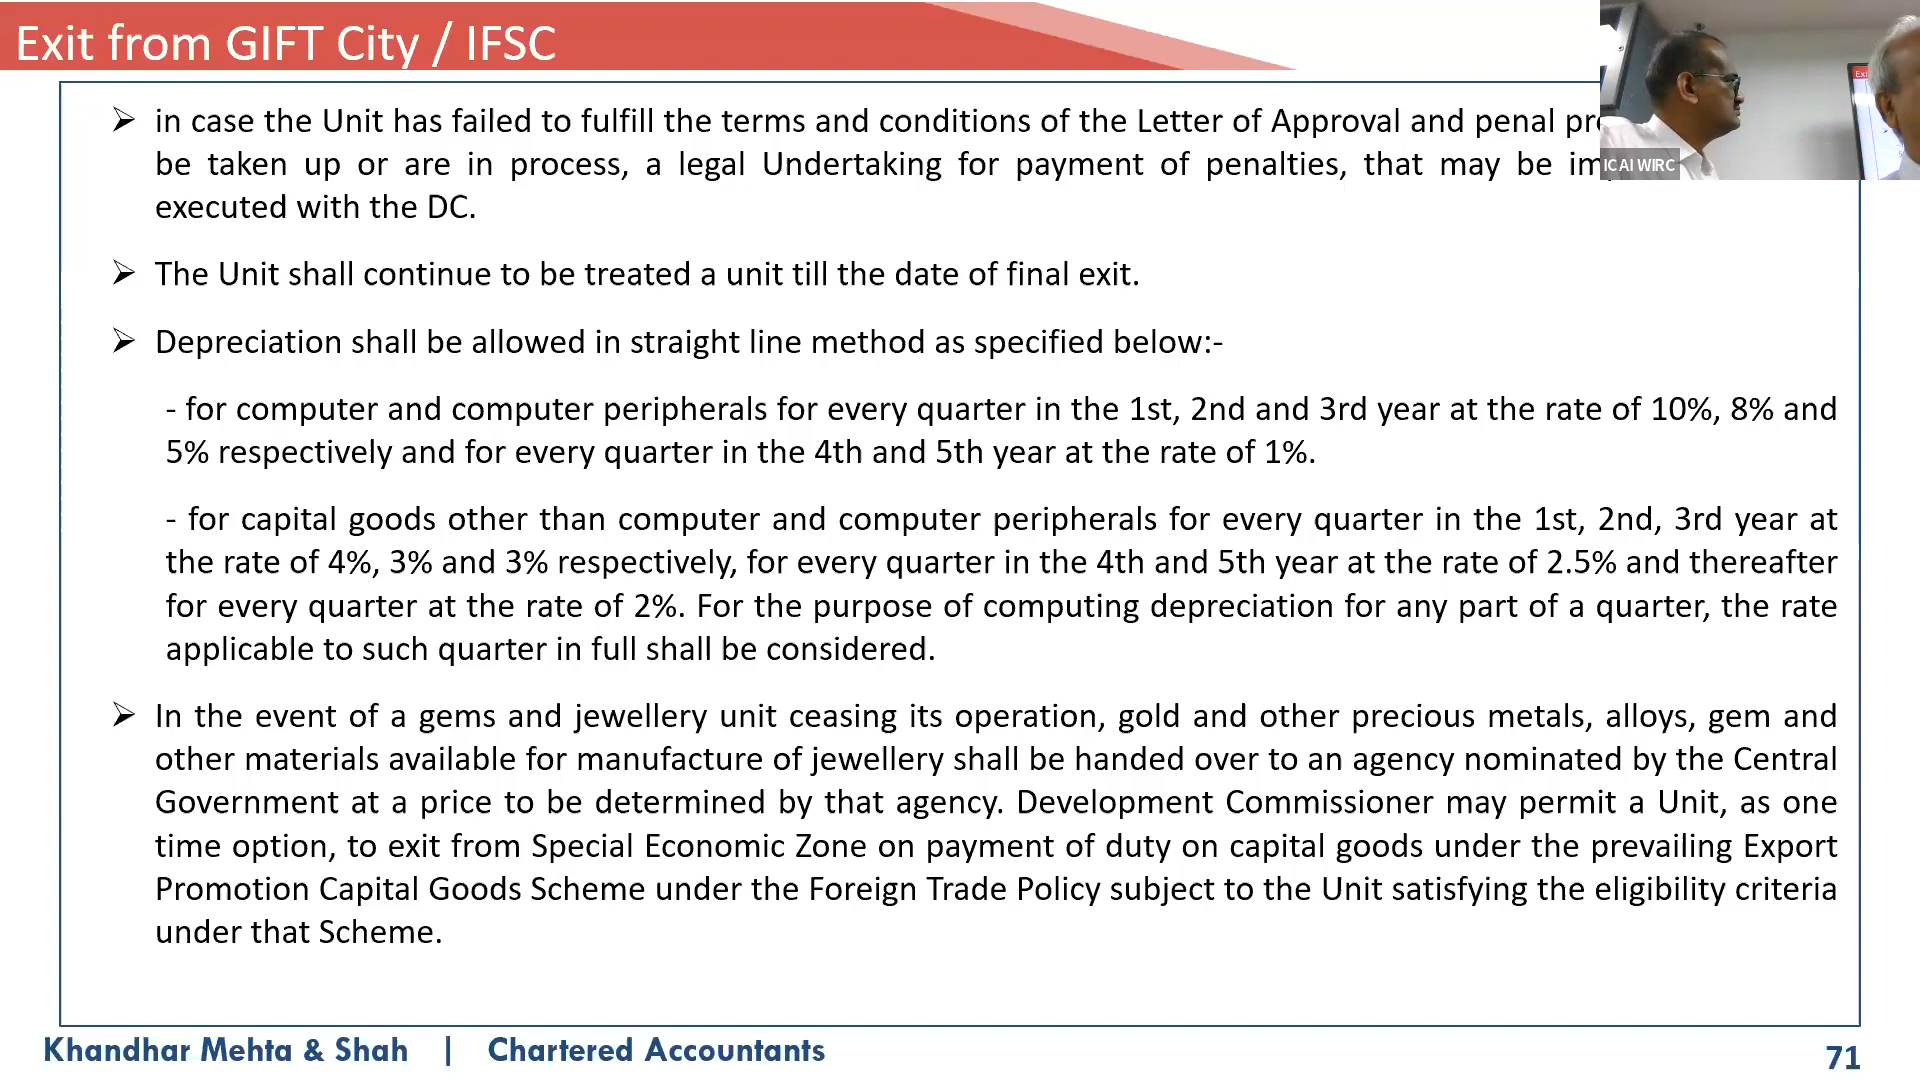 Exit from GIFT City / IFSC
➢ in case the Unit has failed to fulfill the terms and conditions of the Letter of Approval and penal
be taken up or are in process, a legal Undertaking for payment of penalties, that may be
executed with the DC.
➢ The Unit shall continue to be treated a unit till the date of final exit.
➢ Depreciation shall be allowed in straight line method as specified below:-
- for computer and computer peripherals for every quarter in the 1st, 2nd and 3rd year at the rate of 10%, 8% and
5% respectively and for every quarter in the 4th and 5th year at the rate of 1%.
- for capital goods other than computer and computer peripherals for every quarter in the 1st, 2nd, 3rd year at
the rate of 4%, 3% and 3% respectively, for every quarter in the 4th and 5th year at the rate of 2.5% and thereafter
for every quarter at the rate of 2%. For the purpose of computing depreciation for any part of a quarter, the rate
applicable to such quarter in full shall be considered.
➢ In the event of a gems and jewellery unit ceasing its operation, gold and other precious metals, alloys, gem and
other materials available for manufacture of jewellery shall be handed over to an agency nominated by the Central
Government at a price to be determined by that agency. Development Commissioner may permit a Unit, as one
time option, to exit from Special Economic Zone on payment of duty on capital goods under the prevailing Export
Promotion Capital Goods Scheme under the Foreign Trade Policy subject to the Unit satisfying the eligibility criteria
under that Scheme.
ICAI WIRC
Khandhar Mehta & Shah | Chartered Accountants
71